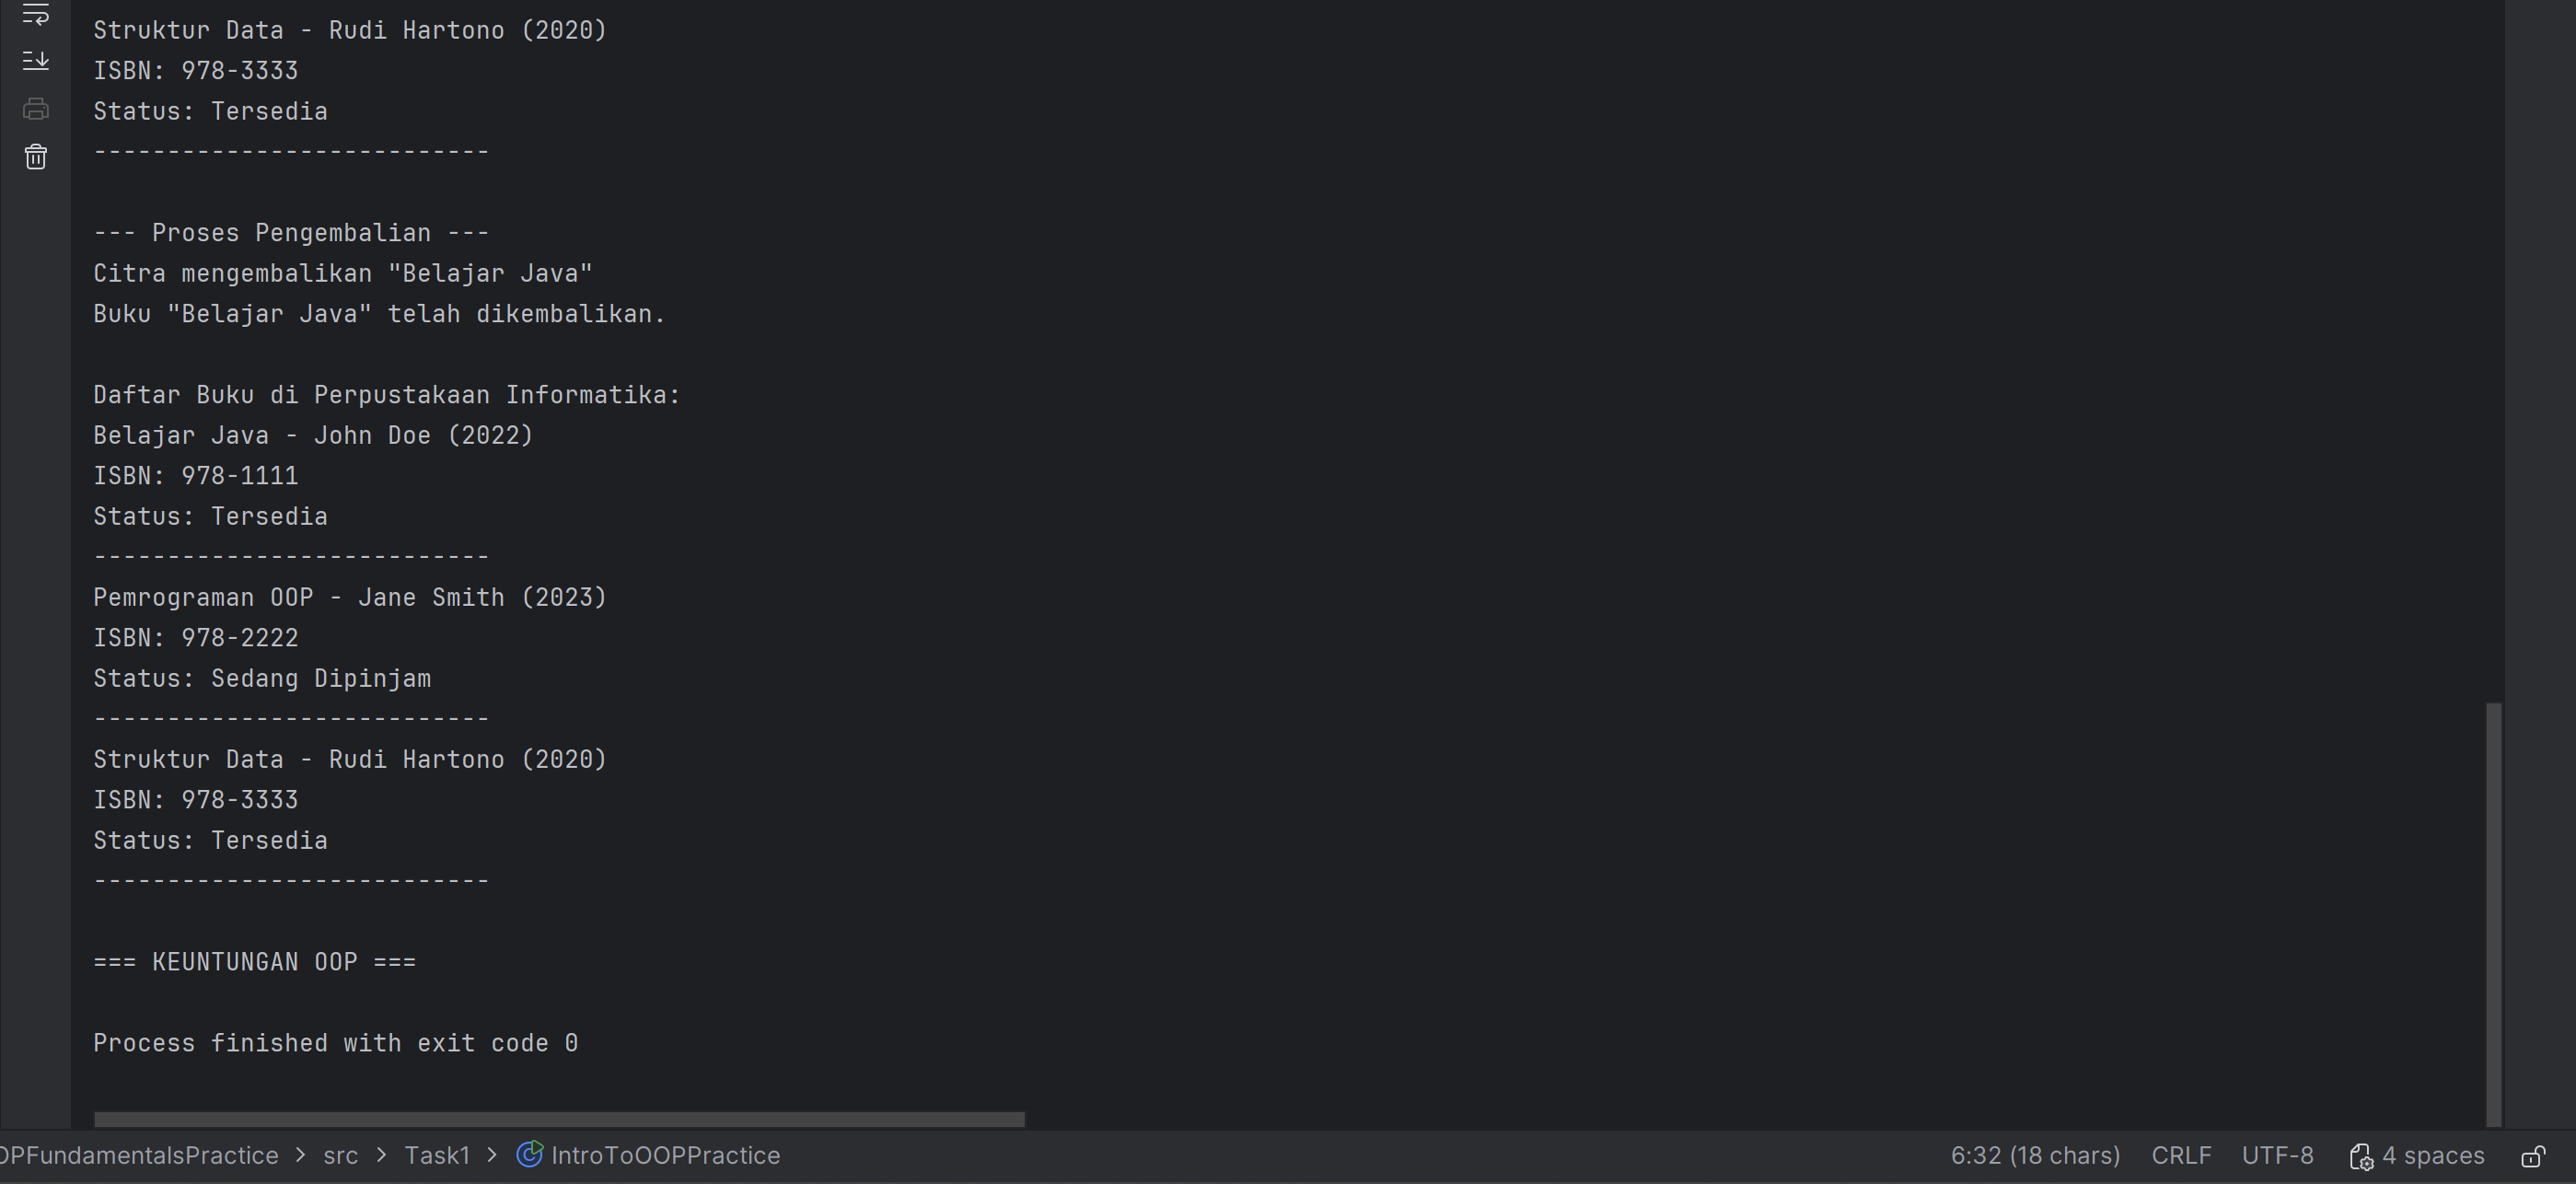 Struktur Data - Rudi Hartono (2020)
ISBN: 978-3333
Status: Tersedia
---------------------------
--- Proses Pengembalian ---
Citra mengembalikan "Belajar Java"
Buku "Belajar Java" telah dikembalikan.
Daftar Buku di Perpustakaan Informatika:
Belajar Java - John Doe (2022)
ISBN: 978-1111
Status: Tersedia
---------------------------
Pemrograman OOP - Jane Smith (2023)
ISBN: 978-2222
Status: Sedang Dipinjam
---------------------------
Struktur Data - Rudi Hartono (2020)
ISBN: 978-3333
Status: Tersedia
---------------------------
=== KEUNTUNGAN OOP ===
Process finished with exit code 0
OPFundamentalsPractice > src > Task1 > IntroToOOPPractice 6:32 (18 chars) CRLF UTF-8 4 spaces